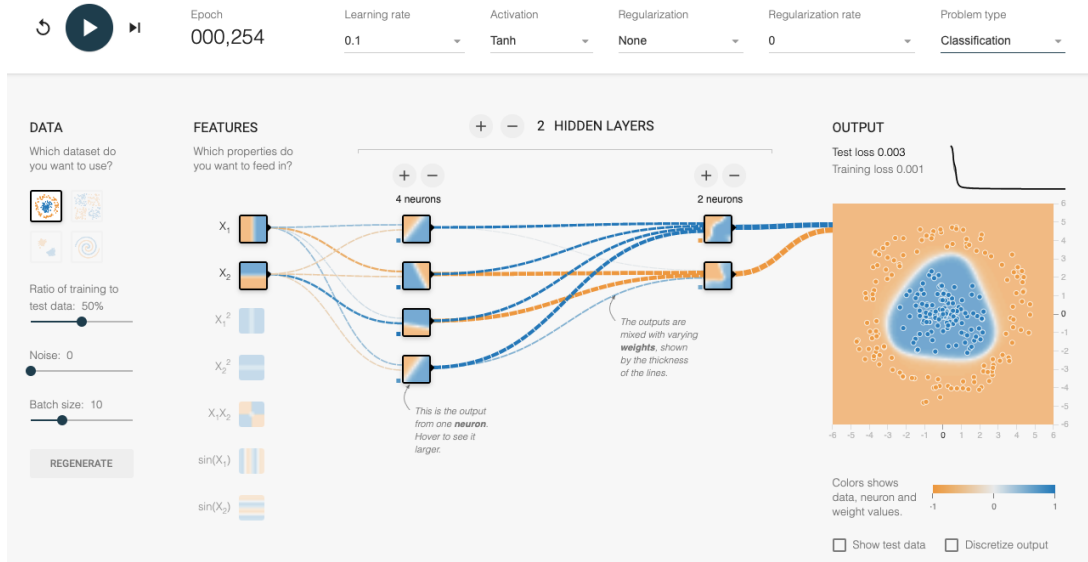 Epoch
000,254
Learning rate
0.1
Activation
Tanh
Regularization
None
Regularization rate
0
Problem type
Classification
DATA
Which dataset do
you want to use?
Ratio of training to
test data: 50%
Noise: 0
Batch size: 10
REGENERATE
FEATURES
Which properties do
you want to feed in?
X1
X2
X1²
X2²
X1X2
sin(X1)
sin(X2)
+ − 2 HIDDEN LAYERS
+ −
4 neurons
+ −
2 neurons
This is the output
from one neuron.
Hover to see it
larger.
The outputs are
mixed with varying
weights, shown
by the thickness
of the lines.
OUTPUT
Test loss 0.003
Training loss 0.001
6
5
4
3
2
1
0
-1
-2
-3
-4
-5
-6
-6 -5 -4 -3 -2 -1 0 1 2 3 4 5 6
Colors shows
data, neuron and
weight values.
-1 0 1
Show test data
Discretize output